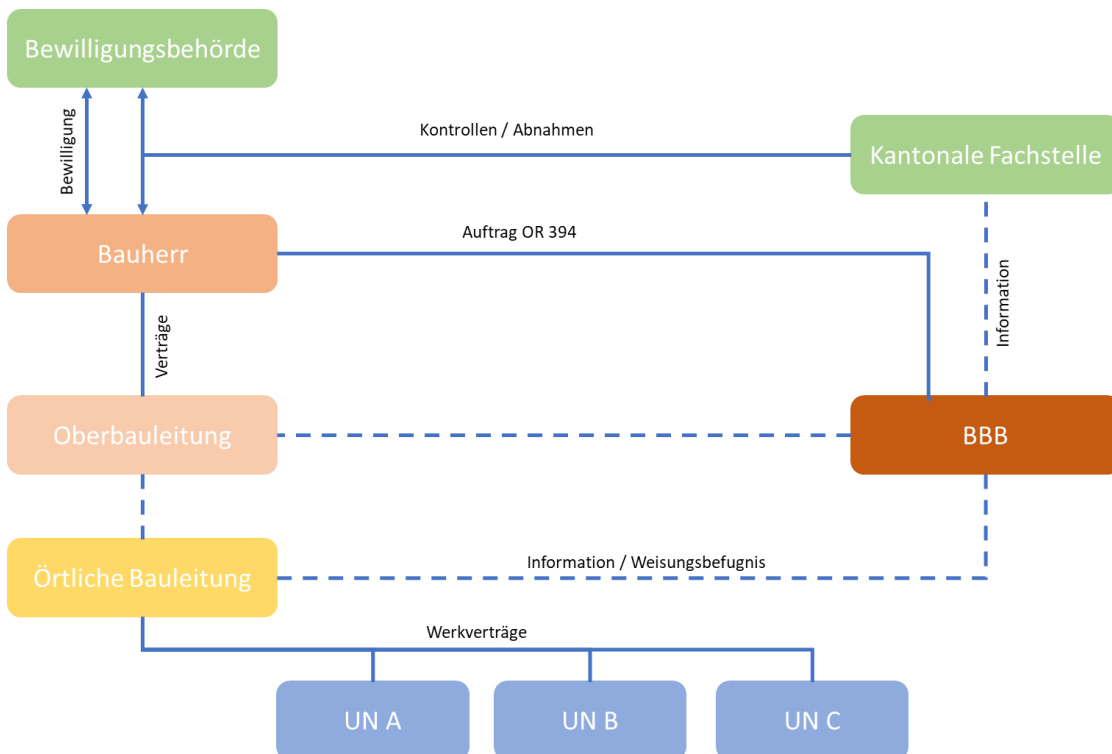 Bewilligungsbehörde
Bewilligung
Kontrollen / Abnahmen
Kantonale Fachstelle
Bauherr
Auftrag OR 394
Information
Verträge
Oberbauleitung
BBB
Örtliche Bauleitung
Information / Weisungsbefugnis
Werkverträge
UN A
UN B
UN C